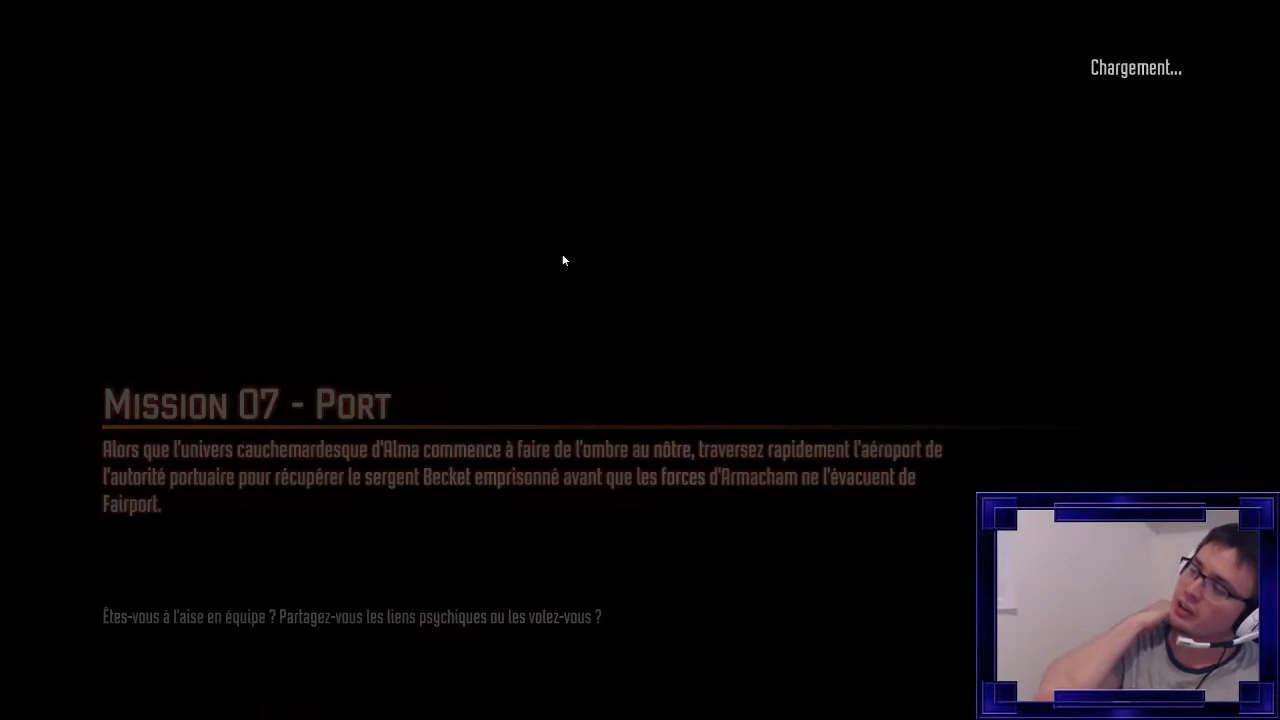 Chargement...
Mission 07 - Port
Alors que l'univers cauchemardesque d'Alma commence à faire de l'ombre au nôtre, traversez rapidement l'aéroport de
l'autorité portuaire pour récupérer le sergent Becket emprisonné avant que les forces d'Armacham ne l'évacuent de
Fairport.
Êtes-vous à l'aise en équipe ? Partagez-vous les liens psychiques ou les volez-vous ?